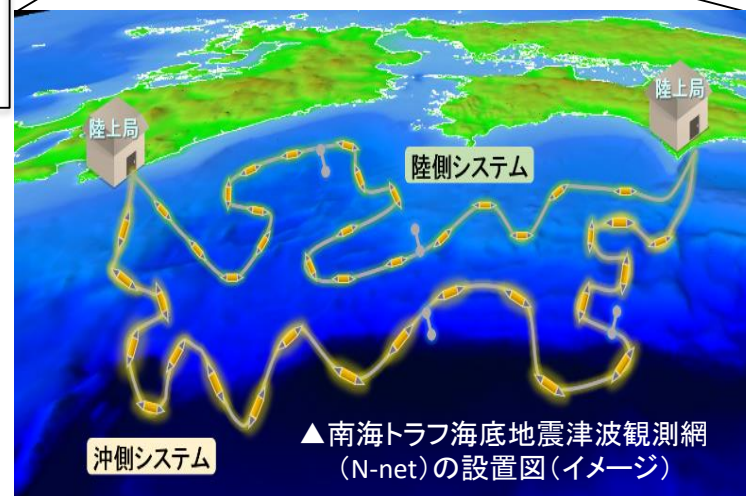 陸上局
陸上局
陸側システム
沖側システム
▲南海トラフ海底地震津波観測網
（N-net）の設置図（イメージ）